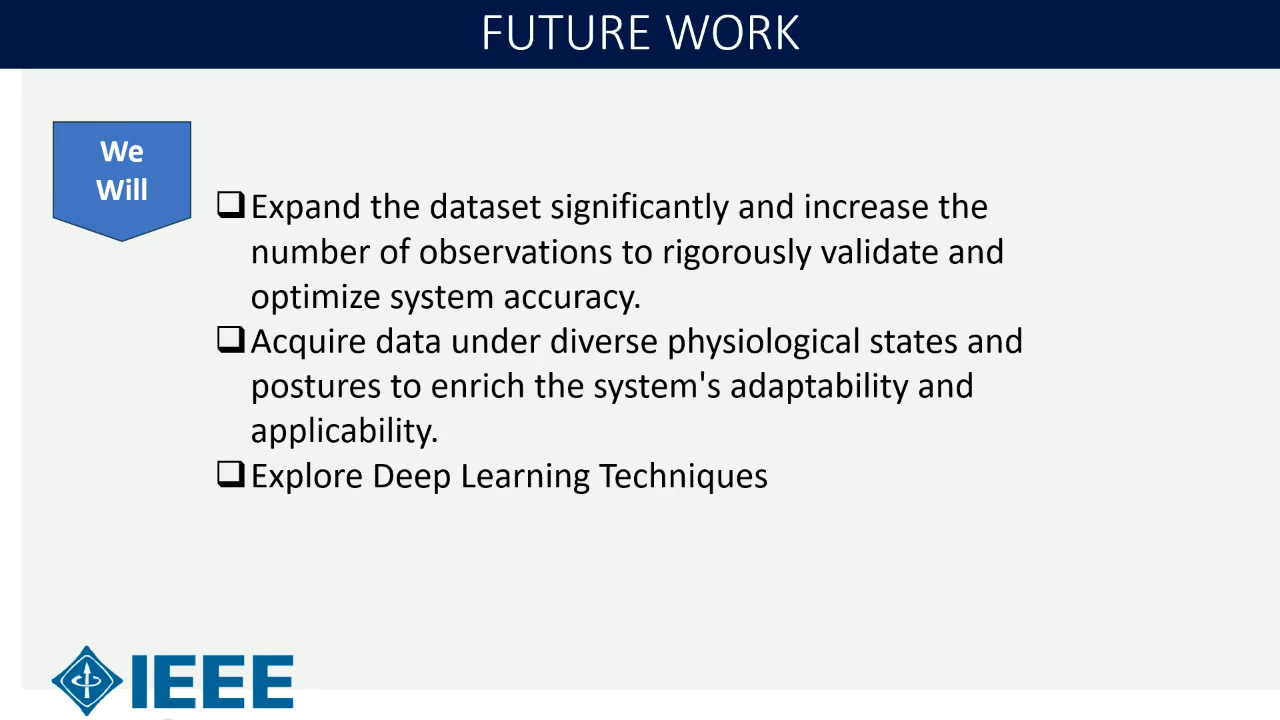 FUTURE WORK
We
Will
Expand the dataset significantly and increase the
number of observations to rigorously validate and
optimize system accuracy.
Acquire data under diverse physiological states and
postures to enrich the system's adaptability and
applicability.
Explore Deep Learning Techniques
IEEE